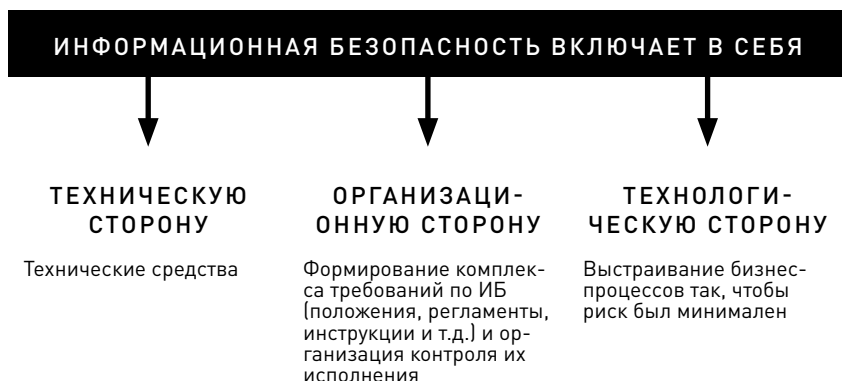 ИНФОРМАЦИОННАЯ БЕЗОПАСНОСТЬ ВКЛЮЧАЕТ В СЕБЯ
ТЕХНИЧЕСКУЮ
СТОРОНУ
Технические средства
ОРГАНИЗАЦИ-
ОННУЮ СТОРОНУ
Формирование комплек-
са требований по ИБ
(положения, регламенты,
инструкции и т.д.) и ор-
ганизация контроля их
исполнения
ТЕХНОЛОГИ-
ЧЕСКУЮ СТОРОНУ
Выстраивание бизнес-
процессов так, чтобы
риск был минимален